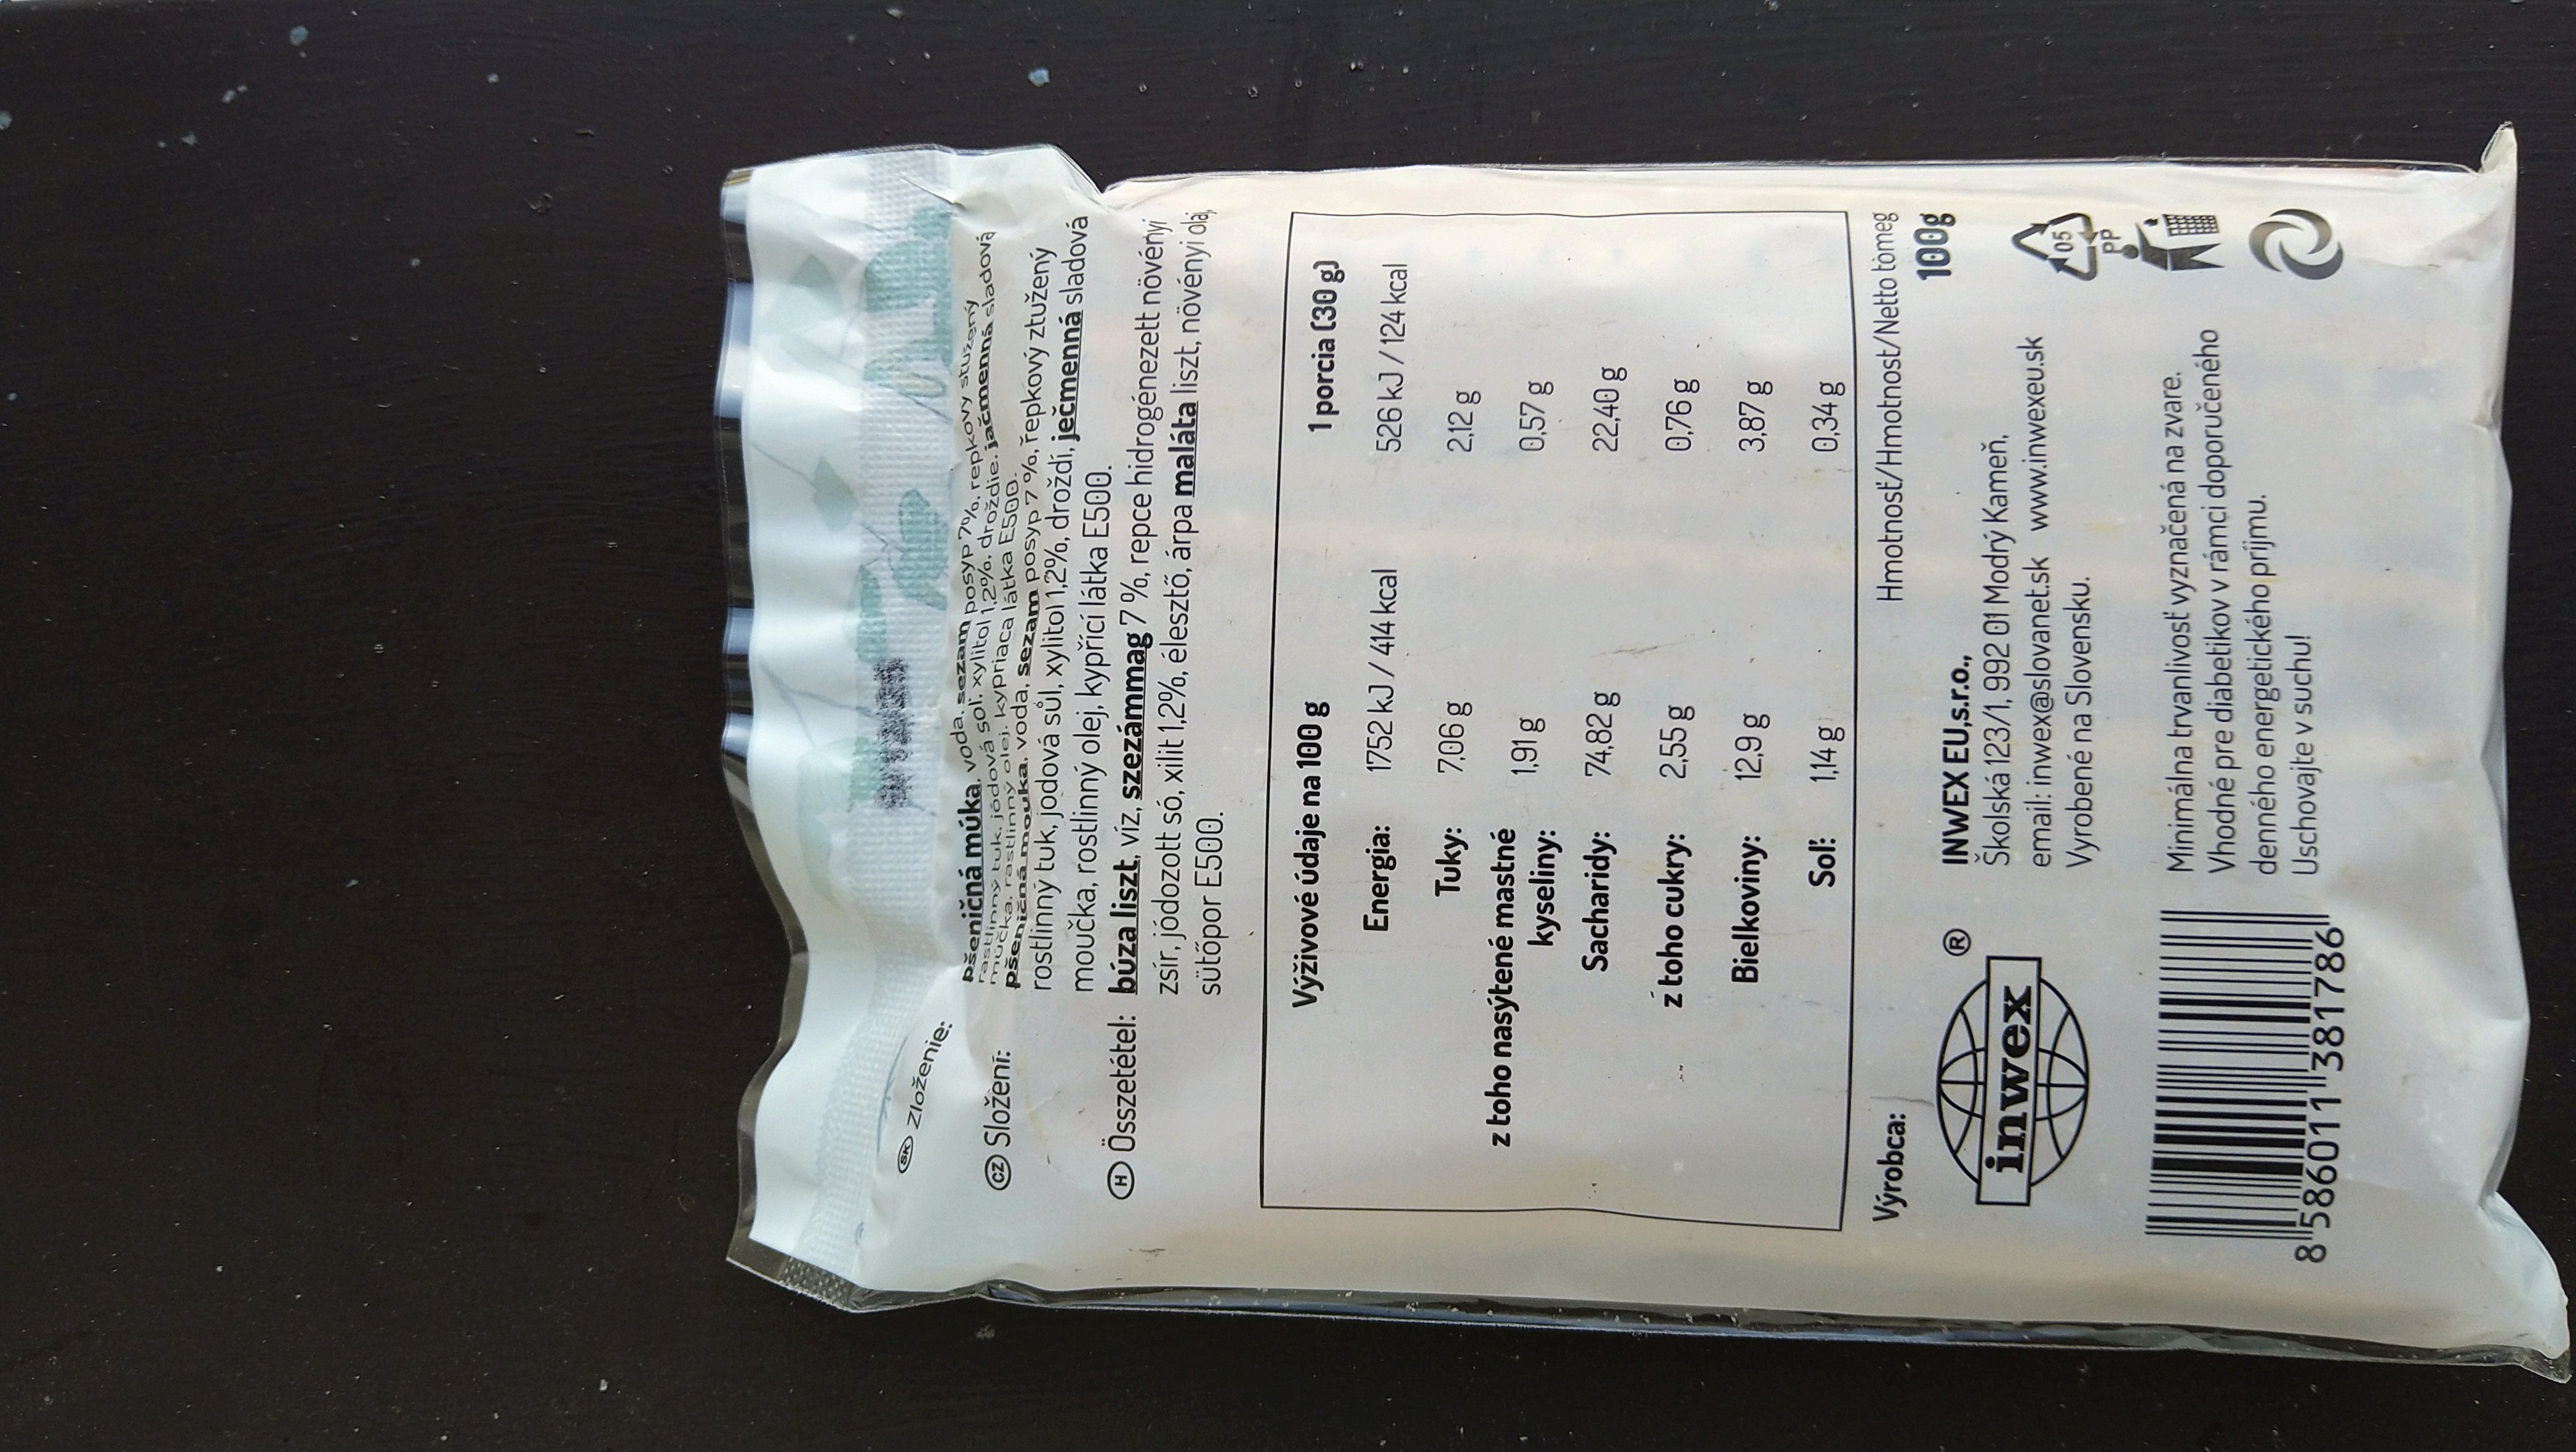 SK Zloženie:
pšeničná múka, voda, sezam posyp 7%, repkový stužený
rastlinný tuk, jódová soľ, xylitol 1,2%, droždie, jačmenná sladová
múčka, rastlinný olej, kypriaca látka E500.
CZ Složení:
pšeničná mouka, voda, sezam posyp 7 %, řepkový ztužený
rostlinný tuk, jodová sůl, xylitol 1,2%, droždí, ječmenná sladová
moučka, rostlinný olej, kypřící látka E500.
H Összetétel:
búza liszt, víz, szezámmag 7 %, repce hidrogénezett növényi
zsír, jódozott só, xilit 1,2%, élesztő, árpa maláta liszt, növényi olaj,
sütőpor E500.
Výživové údaje na 100 g 1 porcia (30 g)
Energia: 1752 kJ / 414 kcal 526 kJ / 124 kcal
Tuky: 7,06 g 2,12 g
z toho nasýtené mastné
kyseliny: 1,91 g 0,57 g
Sacharidy: 74,82 g 22,40 g
z toho cukry: 2,55 g 0,76 g
Bielkoviny: 12,9 g 3,87 g
Soľ: 1,14 g 0,34 g
Výrobca: Hmotnosť/Hmotnost/Netto tömeg
100g
inwex ®
INWEX EU,s.r.o.,
Školská 123/1, 992 01 Modrý Kameň,
email: inwex@slovanet.sk www.inwexeu.sk
Vyrobené na Slovensku.
05
PP
Minimálna trvanlivosť vyznačená na zvare.
Vhodné pre diabetikov v rámci doporučeného
denného energetického príjmu.
Uschovajte v suchu!
8 586011 381786